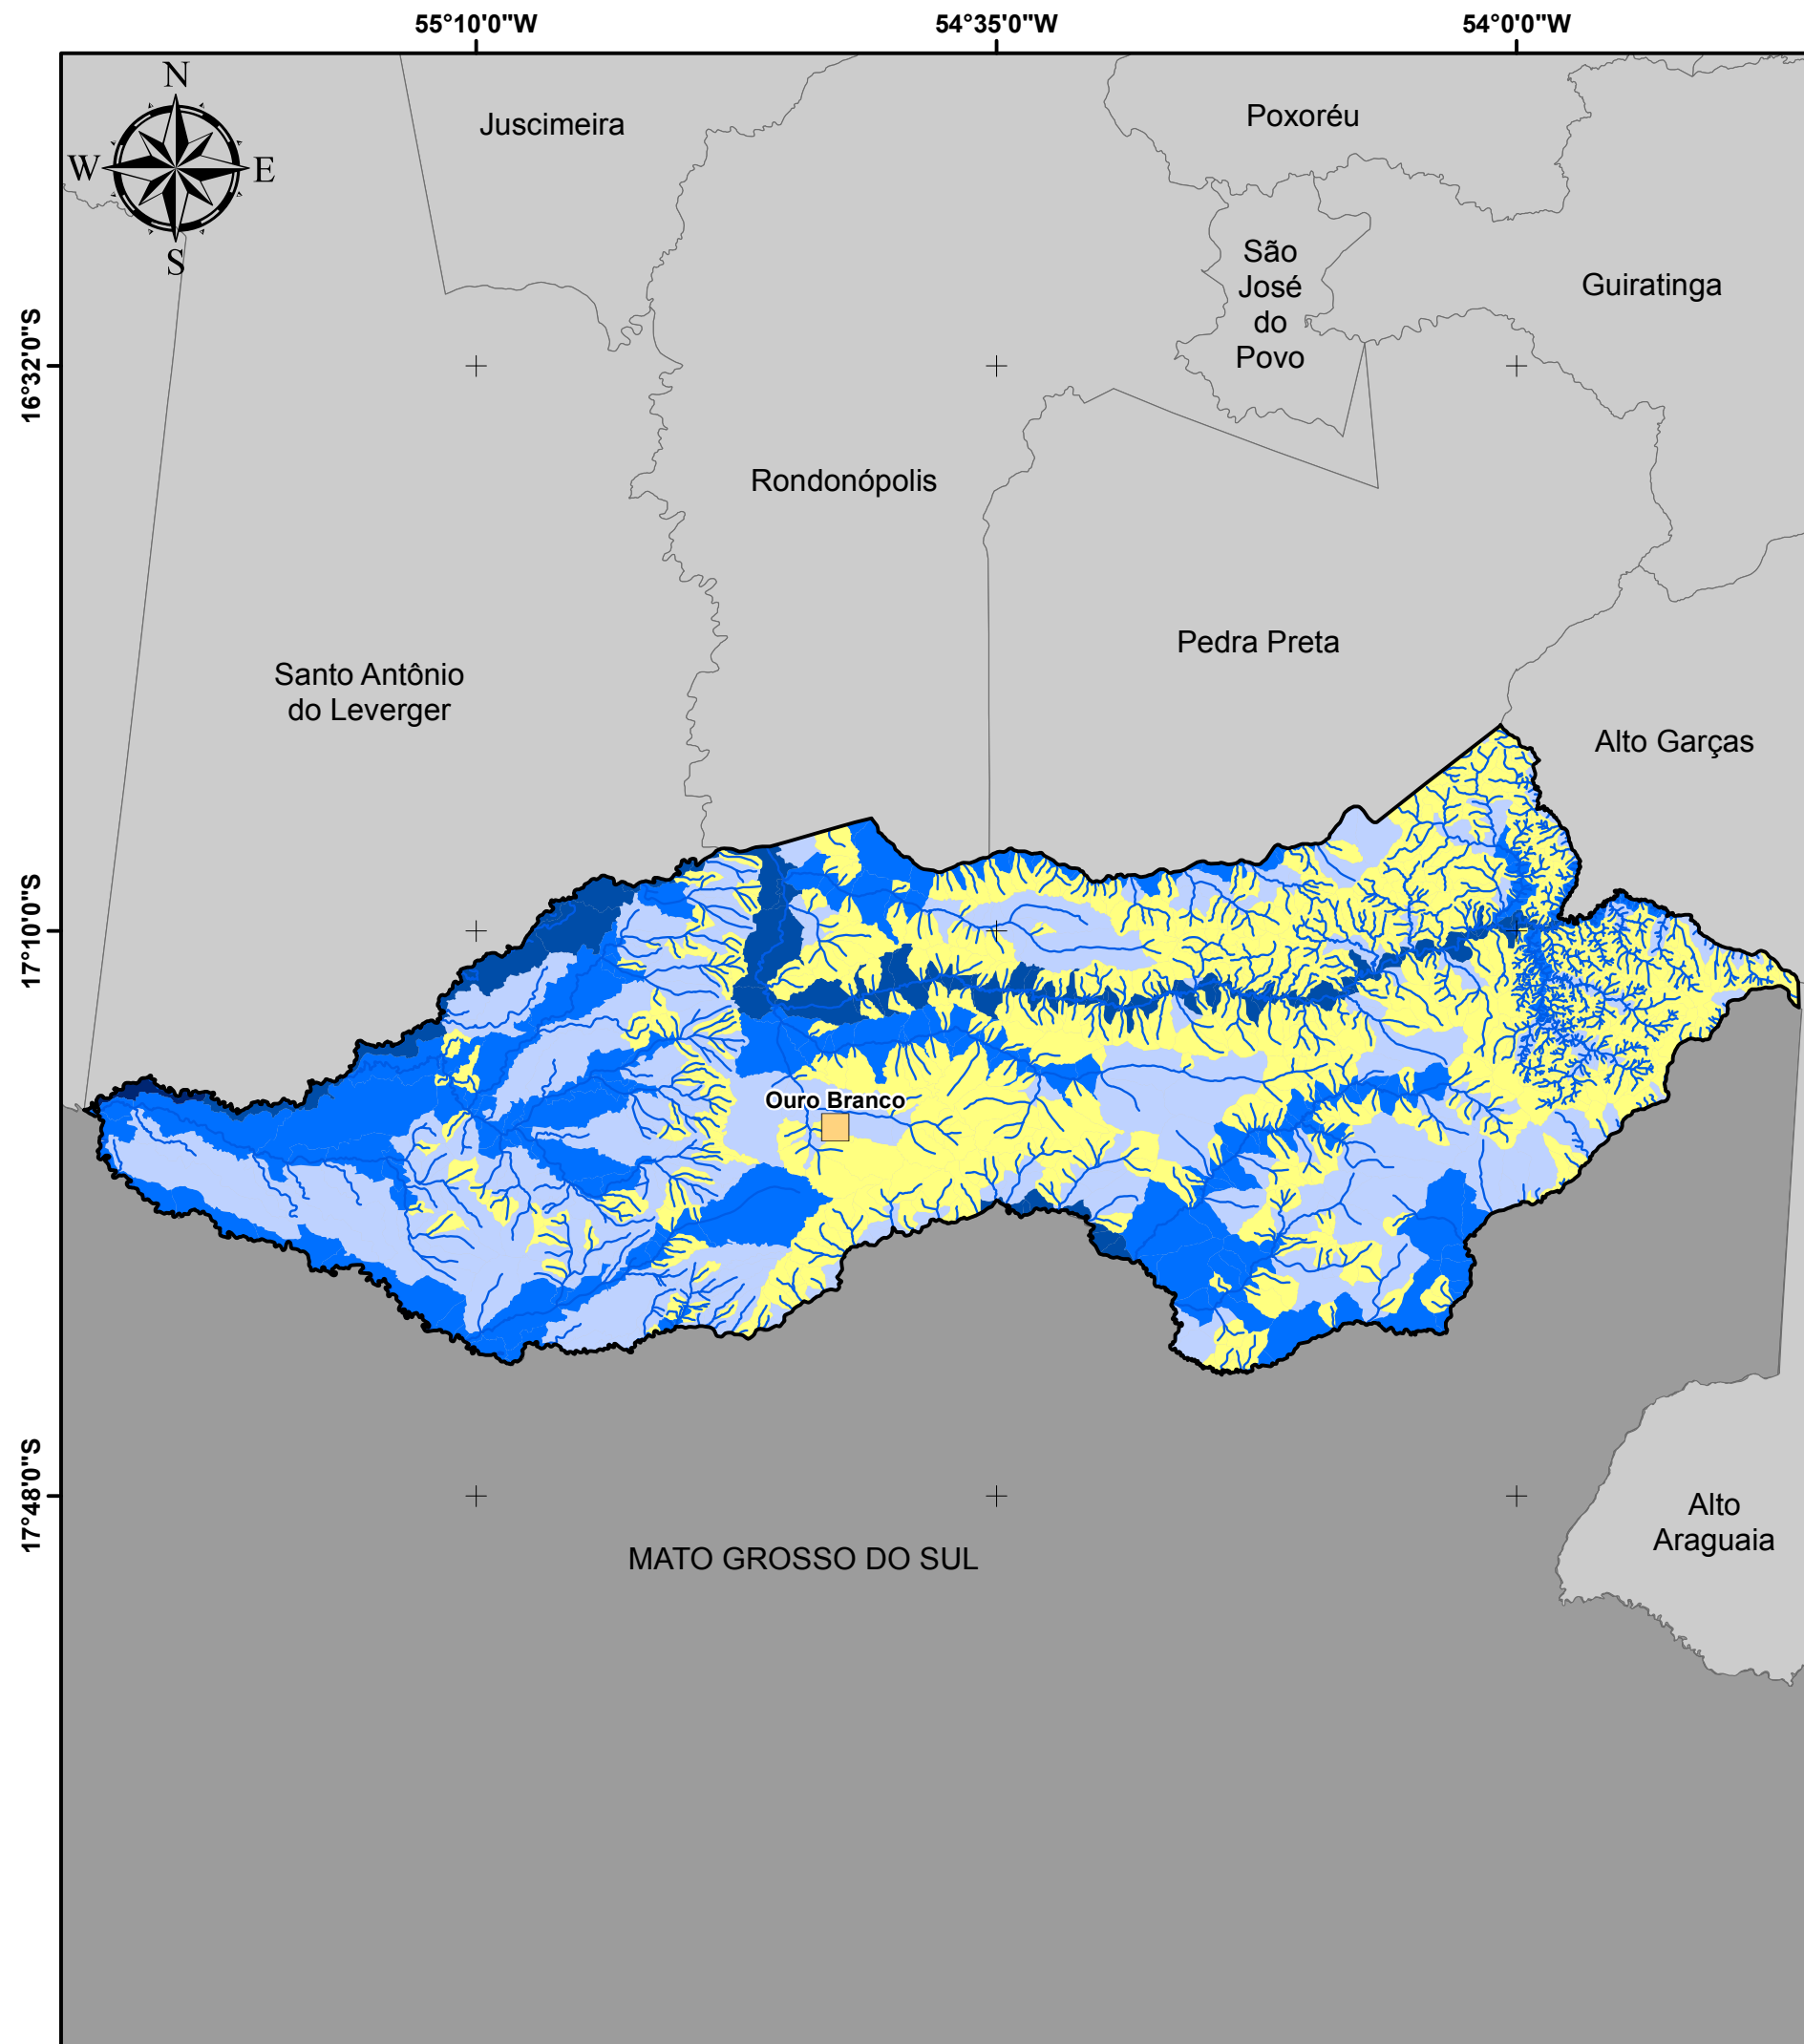 55°10'0"W
54°35'0"W
54°0'0"W
N
W
E
S
Juscimeira
Poxoréu
São
José
do
Povo
Guiratinga
16°32'0"S
Rondonópolis
Pedra Preta
Santo Antônio
do Leverger
Alto Garças
17°10'0"S
Ouro Branco
17°48'0"S
Alto
Araguaia
MATO GROSSO DO SUL